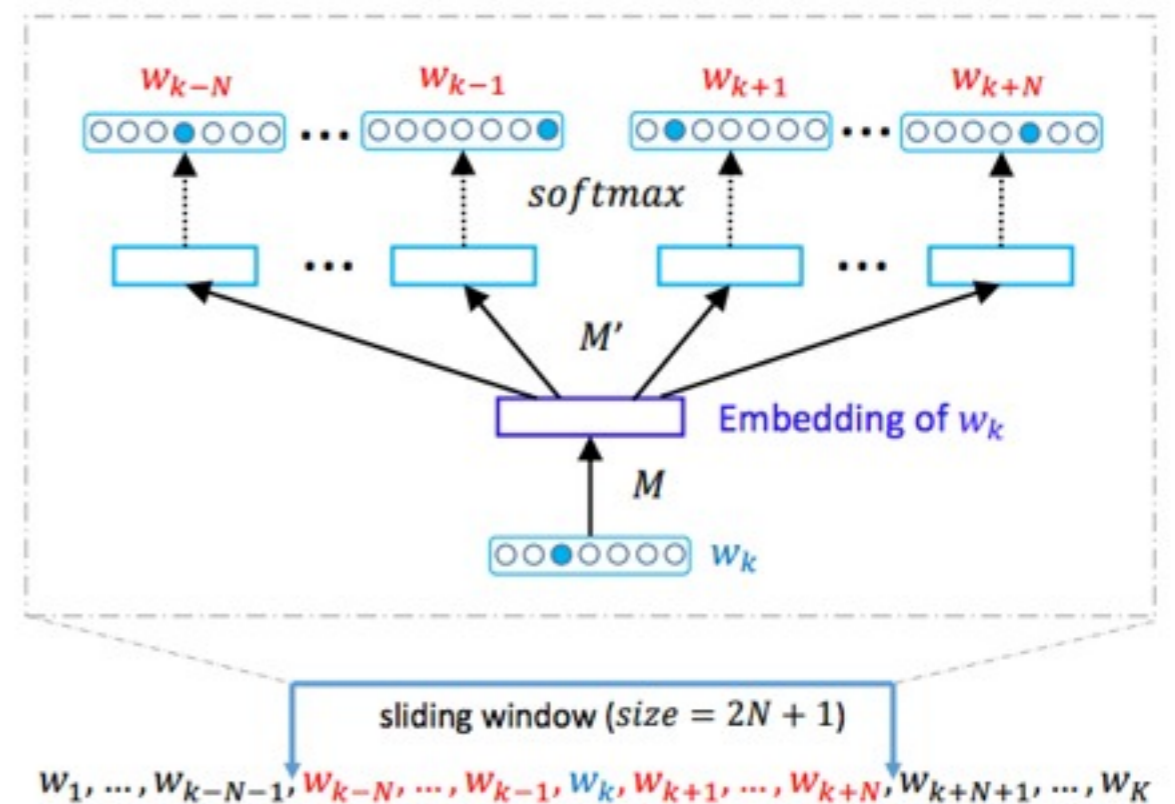 w_{k-N} w_{k-1} w_{k+1} w_{k+N}
... ...
softmax
... ...
M'
Embedding of w_k
M
w_k
sliding window (size = 2N + 1)
w_1, ..., w_{k-N-1}, w_{k-N}, ..., w_{k-1}, w_k, w_{k+1}, ..., w_{k+N}, w_{k+N+1}, ..., w_K